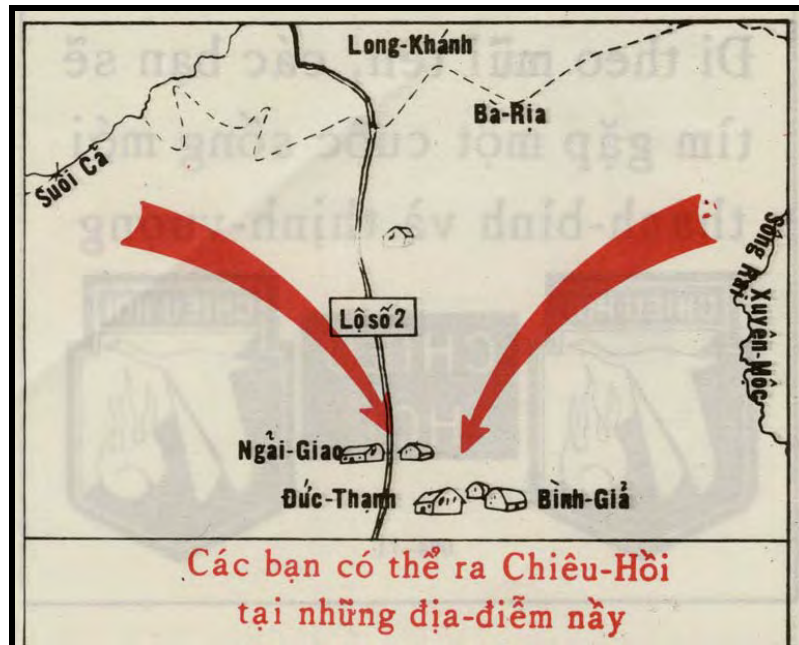 Long-Khánh
Bà-Rịa
Suối Cả
Sông Rai
Xuyên-Mộc
Lộ số 2
Ngải-Giao
Đức-Thạnh
Bình-Giả
Các bạn có thể ra Chiêu-Hồi
tại những địa-điễm nầy